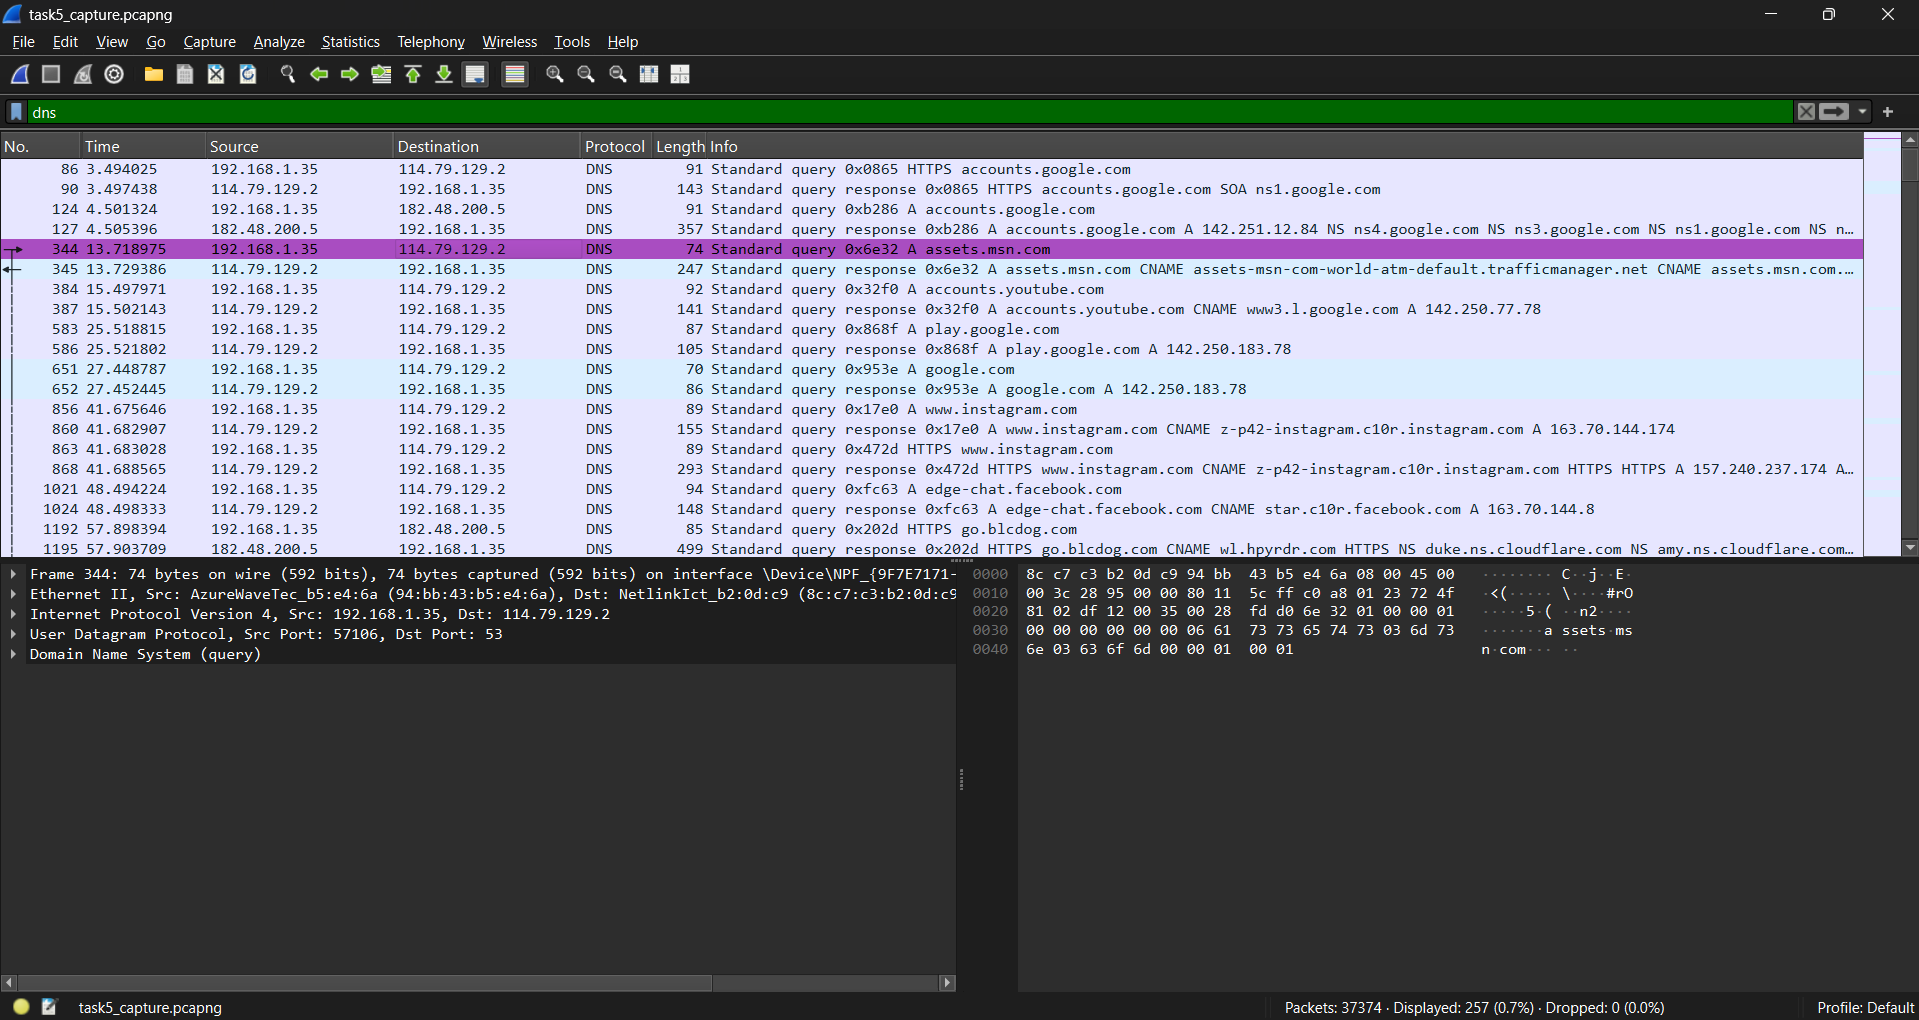 task5_capture.pcapng
File Edit View Go Capture Analyze Statistics Telephony Wireless Tools Help
dns
No. Time Source Destination Protocol Length Info
86 3.494025 192.168.1.35 114.79.129.2 DNS 91 Standard query 0x0865 HTTPS accounts.google.com
90 3.497438 114.79.129.2 192.168.1.35 DNS 143 Standard query response 0x0865 HTTPS accounts.google.com SOA ns1.google.com
124 4.501324 192.168.1.35 182.48.200.5 DNS 91 Standard query 0xb286 A accounts.google.com
127 4.505396 182.48.200.5 192.168.1.35 DNS 357 Standard query response 0xb286 A accounts.google.com A 142.251.12.84 NS ns4.google.com NS ns3.google.com NS ns1.google.com NS n...
344 13.718975 192.168.1.35 114.79.129.2 DNS 74 Standard query 0x6e32 A assets.msn.com
345 13.729386 114.79.129.2 192.168.1.35 DNS 247 Standard query response 0x6e32 A assets.msn.com CNAME assets-msn-com-world-atm-default.trafficmanager.net CNAME assets.msn.com....
384 15.497971 192.168.1.35 114.79.129.2 DNS 92 Standard query 0x32f0 A accounts.youtube.com
387 15.502143 114.79.129.2 192.168.1.35 DNS 141 Standard query response 0x32f0 A accounts.youtube.com CNAME www3.l.google.com A 142.250.77.78
583 25.518815 192.168.1.35 114.79.129.2 DNS 87 Standard query 0x868f A play.google.com
586 25.521802 114.79.129.2 192.168.1.35 DNS 105 Standard query response 0x868f A play.google.com A 142.250.183.78
651 27.448787 192.168.1.35 114.79.129.2 DNS 70 Standard query 0x953e A google.com
652 27.452445 114.79.129.2 192.168.1.35 DNS 86 Standard query response 0x953e A google.com A 142.250.183.78
856 41.675646 192.168.1.35 114.79.129.2 DNS 89 Standard query 0x17e0 A www.instagram.com
860 41.682907 114.79.129.2 192.168.1.35 DNS 155 Standard query response 0x17e0 A www.instagram.com CNAME z-p42-instagram.c10r.instagram.com A 163.70.144.174
863 41.683028 192.168.1.35 114.79.129.2 DNS 89 Standard query 0x472d HTTPS www.instagram.com
868 41.688565 114.79.129.2 192.168.1.35 DNS 293 Standard query response 0x472d HTTPS www.instagram.com CNAME z-p42-instagram.c10r.instagram.com HTTPS HTTPS A 157.240.237.174 A...
1021 48.494224 192.168.1.35 114.79.129.2 DNS 94 Standard query 0xfc63 A edge-chat.facebook.com
1024 48.498333 114.79.129.2 192.168.1.35 DNS 148 Standard query response 0xfc63 A edge-chat.facebook.com CNAME star.c10r.facebook.com A 163.70.144.8
1192 57.898394 192.168.1.35 182.48.200.5 DNS 85 Standard query 0x202d HTTPS go.blcdog.com
1195 57.903709 182.48.200.5 192.168.1.35 DNS 499 Standard query response 0x202d HTTPS go.blcdog.com CNAME wl.hpyrdr.com HTTPS NS duke.ns.cloudflare.com NS amy.ns.cloudflare.com...
Frame 344: 74 bytes on wire (592 bits), 74 bytes captured (592 bits) on interface \Device\NPF_{9F7E7171-
Ethernet II, Src: AzureWaveTec_b5:e4:6a (94:bb:43:b5:e4:6a), Dst: NetlinkIct_b2:0d:c9 (8c:c7:c3:b2:0d:c9
Internet Protocol Version 4, Src: 192.168.1.35, Dst: 114.79.129.2
User Datagram Protocol, Src Port: 57106, Dst Port: 53
Domain Name System (query)
0000 8c c7 c3 b2 0d c9 94 bb 43 b5 e4 6a 08 00 45 00 ········ C··j··E·
0010 00 3c 28 95 00 00 80 11 5c ff c0 a8 01 23 72 4f ·<(····· \····#rO
0020 81 02 df 12 00 35 00 28 fd d0 6e 32 01 00 00 01 ·····5·( ··n2····
0030 00 00 00 00 00 00 06 61 73 73 65 74 73 03 6d 73 ·······a ssets·ms
0040 6e 03 63 6f 6d 00 00 01 00 01 n·com··· ··
task5_capture.pcapng
Packets: 37374 · Displayed: 257 (0.7%) · Dropped: 0 (0.0%)
Profile: Default